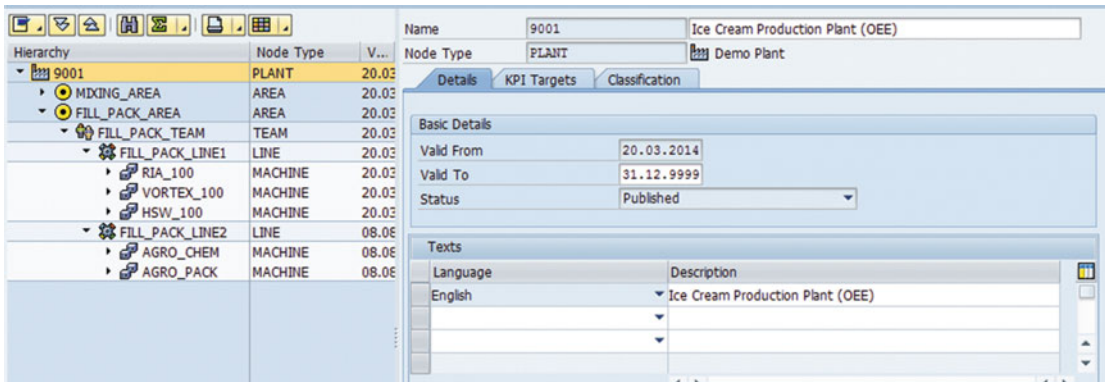 Hierarchy Node Type V...
9001 PLANT 20.03
MIXING_AREA AREA 20.03
FILL_PACK_AREA AREA 20.03
FILL_PACK_TEAM TEAM 20.03
FILL_PACK_LINE1 LINE 20.03
RIA_100 MACHINE 20.03
VORTEX_100 MACHINE 20.03
HSW_100 MACHINE 20.03
FILL_PACK_LINE2 LINE 08.08
AGRO_CHEM MACHINE 08.08
AGRO_PACK MACHINE 08.08
Name 9001 Ice Cream Production Plant (OEE)
Node Type PLANT Demo Plant
Details KPI Targets Classification
Basic Details
Valid From 20.03.2014
Valid To 31.12.9999
Status Published
Texts
Language Description
English Ice Cream Production Plant (OEE)